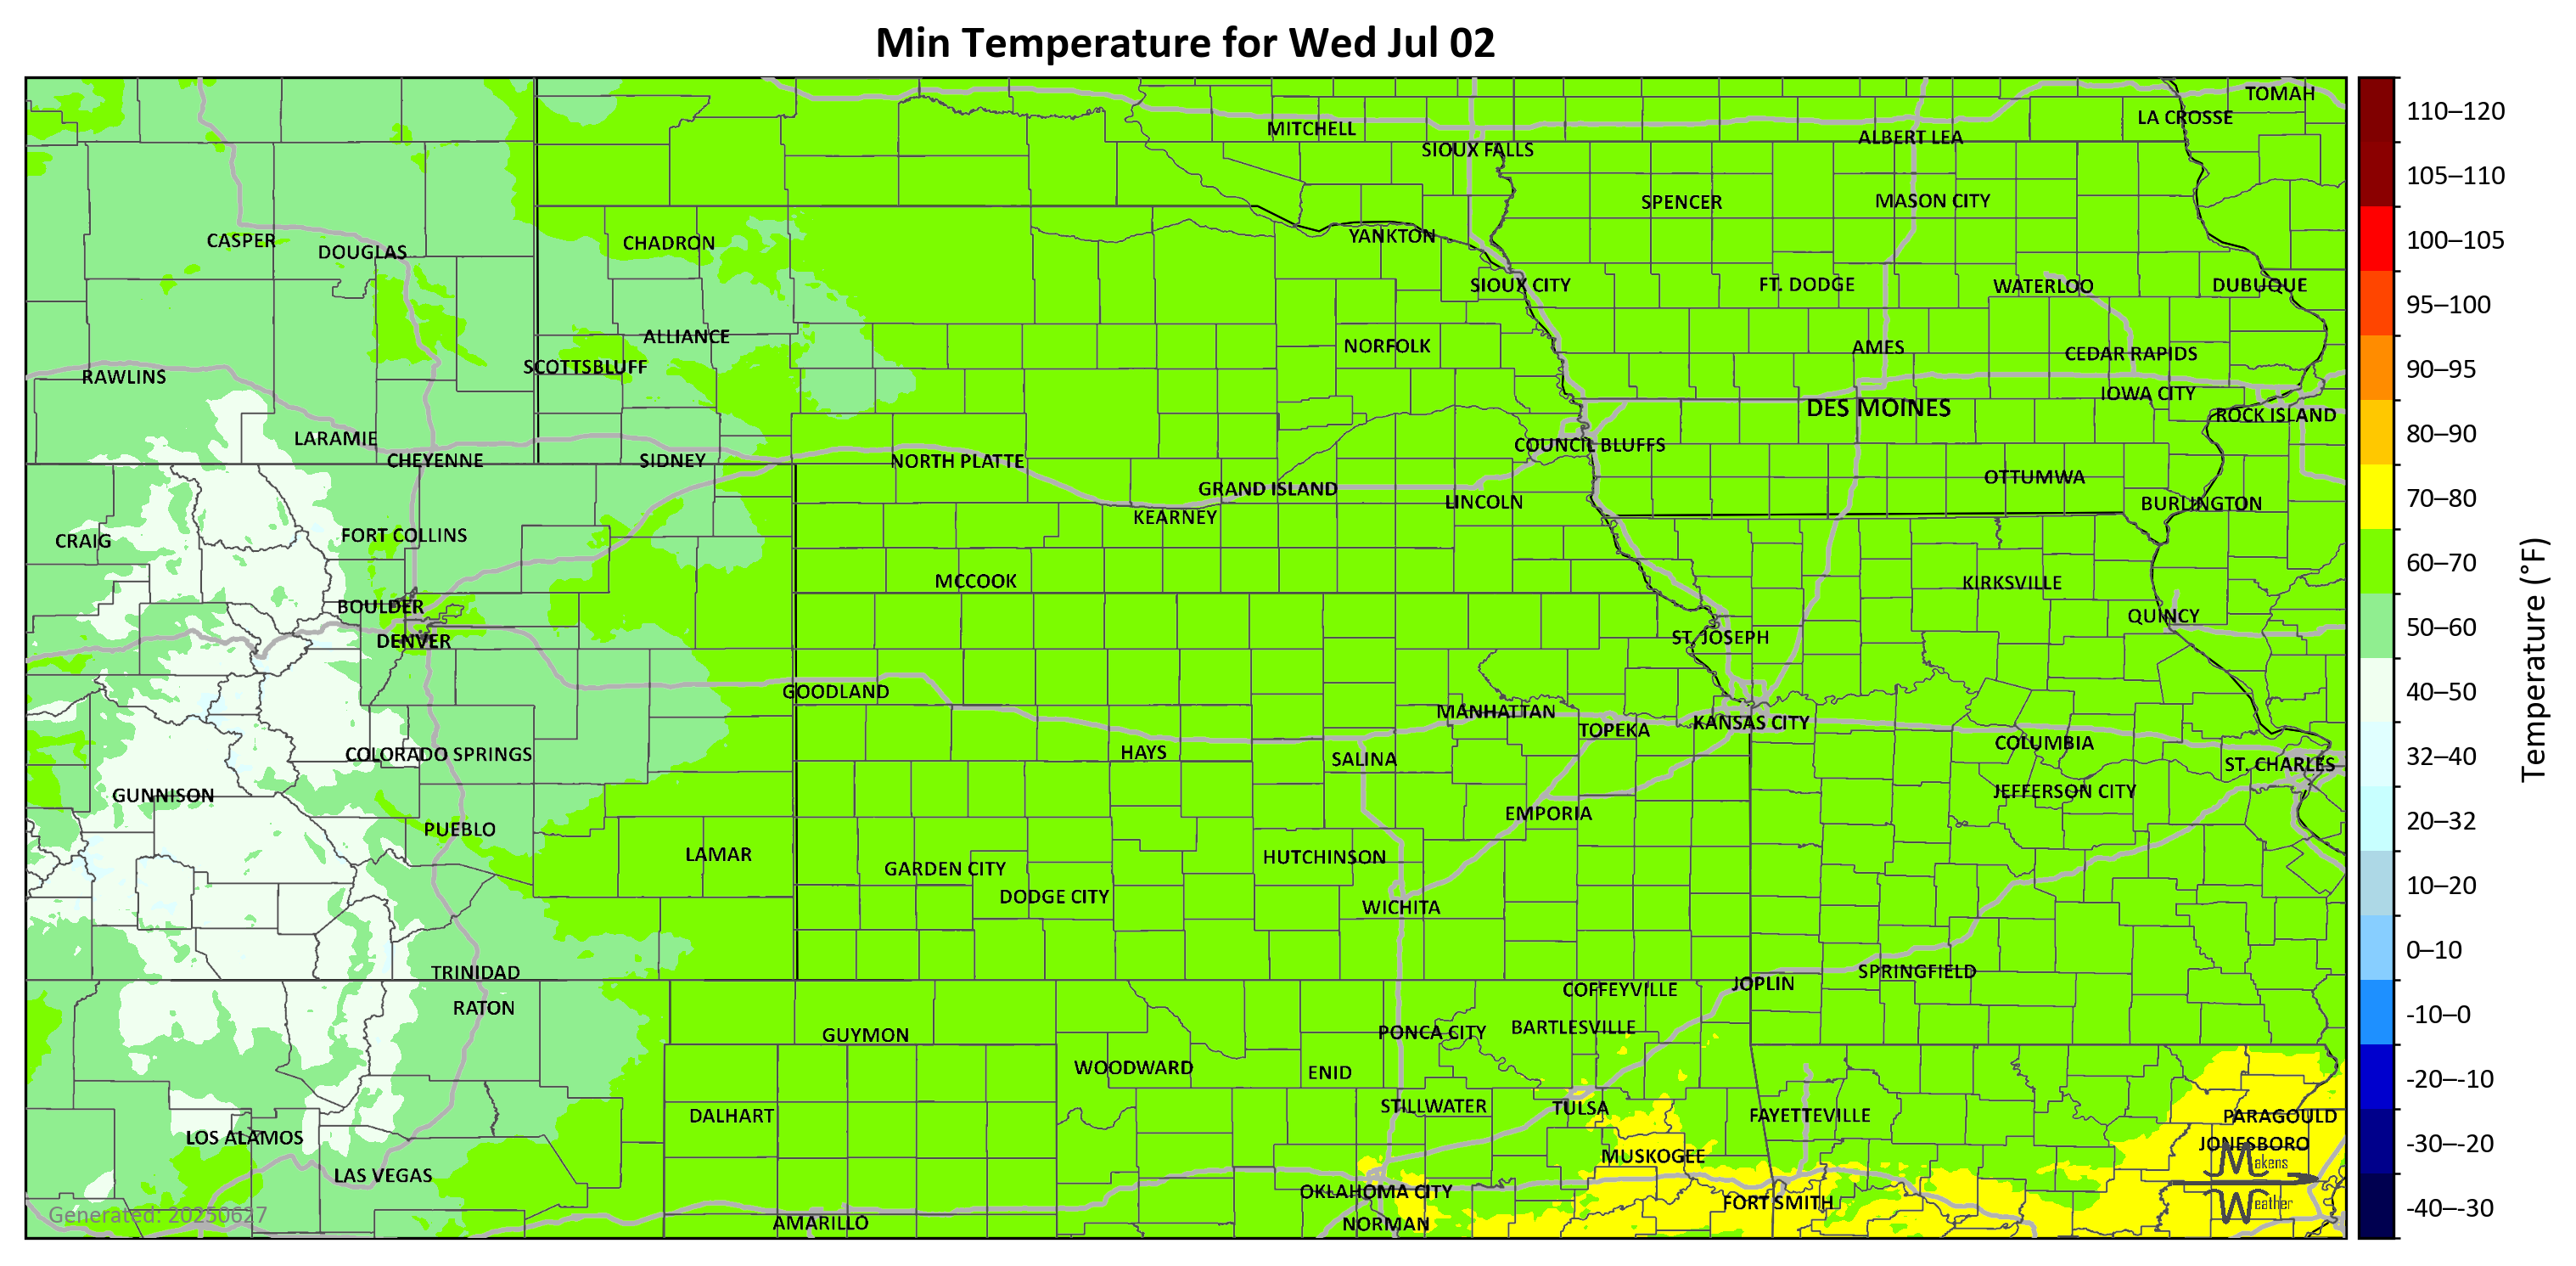 Min Temperature for Wed Jul 02
TOMAH
LA CROSSE
MITCHELL
ALBERT LEA
SIOUX FALLS
SPENCER
MASON CITY
CASPER
DOUGLAS
CHADRON
YANKTON
SIOUX CITY
FT. DODGE
WATERLOO
DUBUQUE
ALLIANCE
NORFOLK
AMES
CEDAR RAPIDS
SCOTTSBLUFF
RAWLINS
IOWA CITY
DES MOINES
ROCK ISLAND
LARAMIE
COUNCIL BLUFFS
CHEYENNE
SIDNEY
NORTH PLATTE
OTTUMWA
GRAND ISLAND
LINCOLN
BURLINGTON
KEARNEY
CRAIG
FORT COLLINS
MCCOOK
KIRKSVILLE
BOULDER
QUINCY
DENVER
ST. JOSEPH
GOODLAND
MANHATTAN
TOPEKA
KANSAS CITY
COLUMBIA
COLORADO SPRINGS
HAYS
SALINA
ST. CHARLES
GUNNISON
JEFFERSON CITY
EMPORIA
PUEBLO
LAMAR
HUTCHINSON
GARDEN CITY
DODGE CITY
WICHITA
TRINIDAD
SPRINGFIELD
JOPLIN
COFFEYVILLE
RATON
BARTLESVILLE
PONCA CITY
GUYMON
WOODWARD
ENID
STILLWATER
TULSA
DALHART
FAYETTEVILLE
PARAGOULD
LOS ALAMOS
JONESBORO
MUSKOGEE
LAS VEGAS
OKLAHOMA CITY
FORT SMITH
NORMAN
AMARILLO
Makens
Weather
Generated: 20250627
110–120
105–110
100–105
95–100
90–95
80–90
70–80
60–70
50–60
40–50
32–40
20–32
10–20
0–10
-10–0
-20–-10
-30–-20
-40–-30
Temperature (°F)